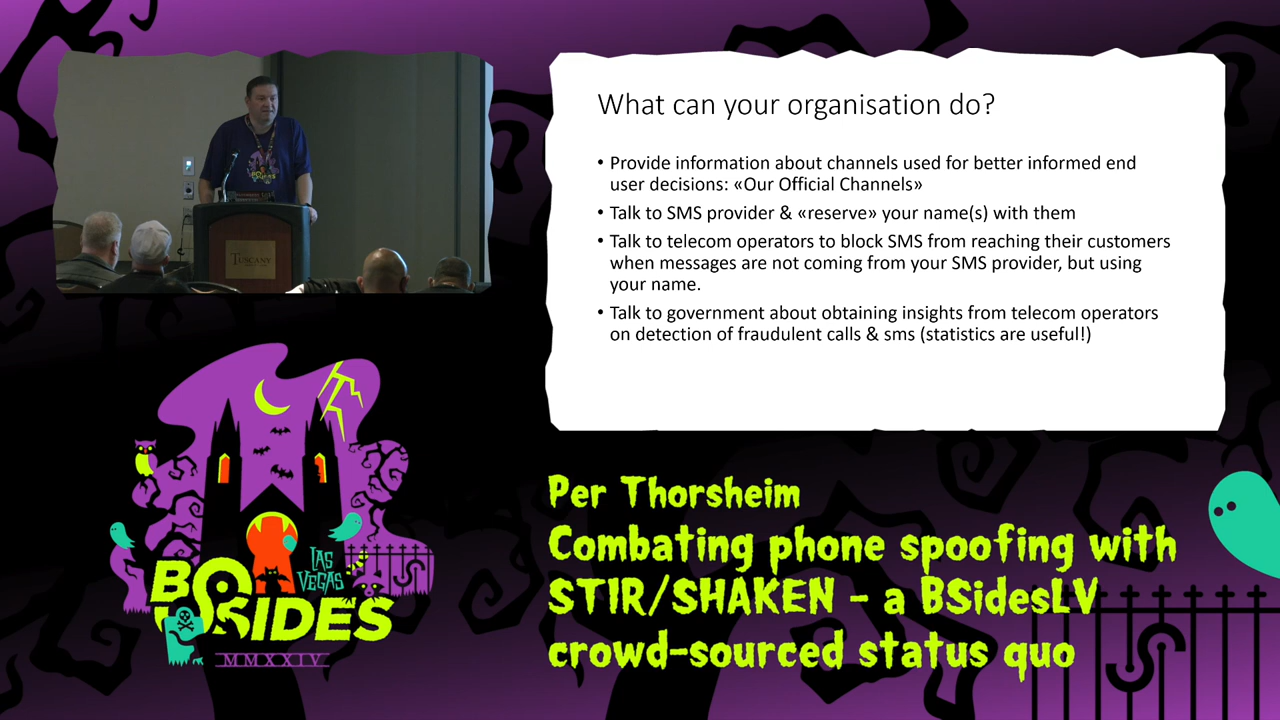 What can your organisation do?
• Provide information about channels used for better informed end
user decisions: «Our Official Channels»
• Talk to SMS provider & «reserve» your name(s) with them
• Talk to telecom operators to block SMS from reaching their customers
when messages are not coming from your SMS provider, but using
your name.
• Talk to government about obtaining insights from telecom operators
on detection of fraudulent calls & sms (statistics are useful!)
TUSCANY
LAS
VEGAS
BSIDES
MMXXIV
Per Thorsheim
Combating phone spoofing with
STIR/SHAKEN - a BSidesLV
crowd-sourced status quo